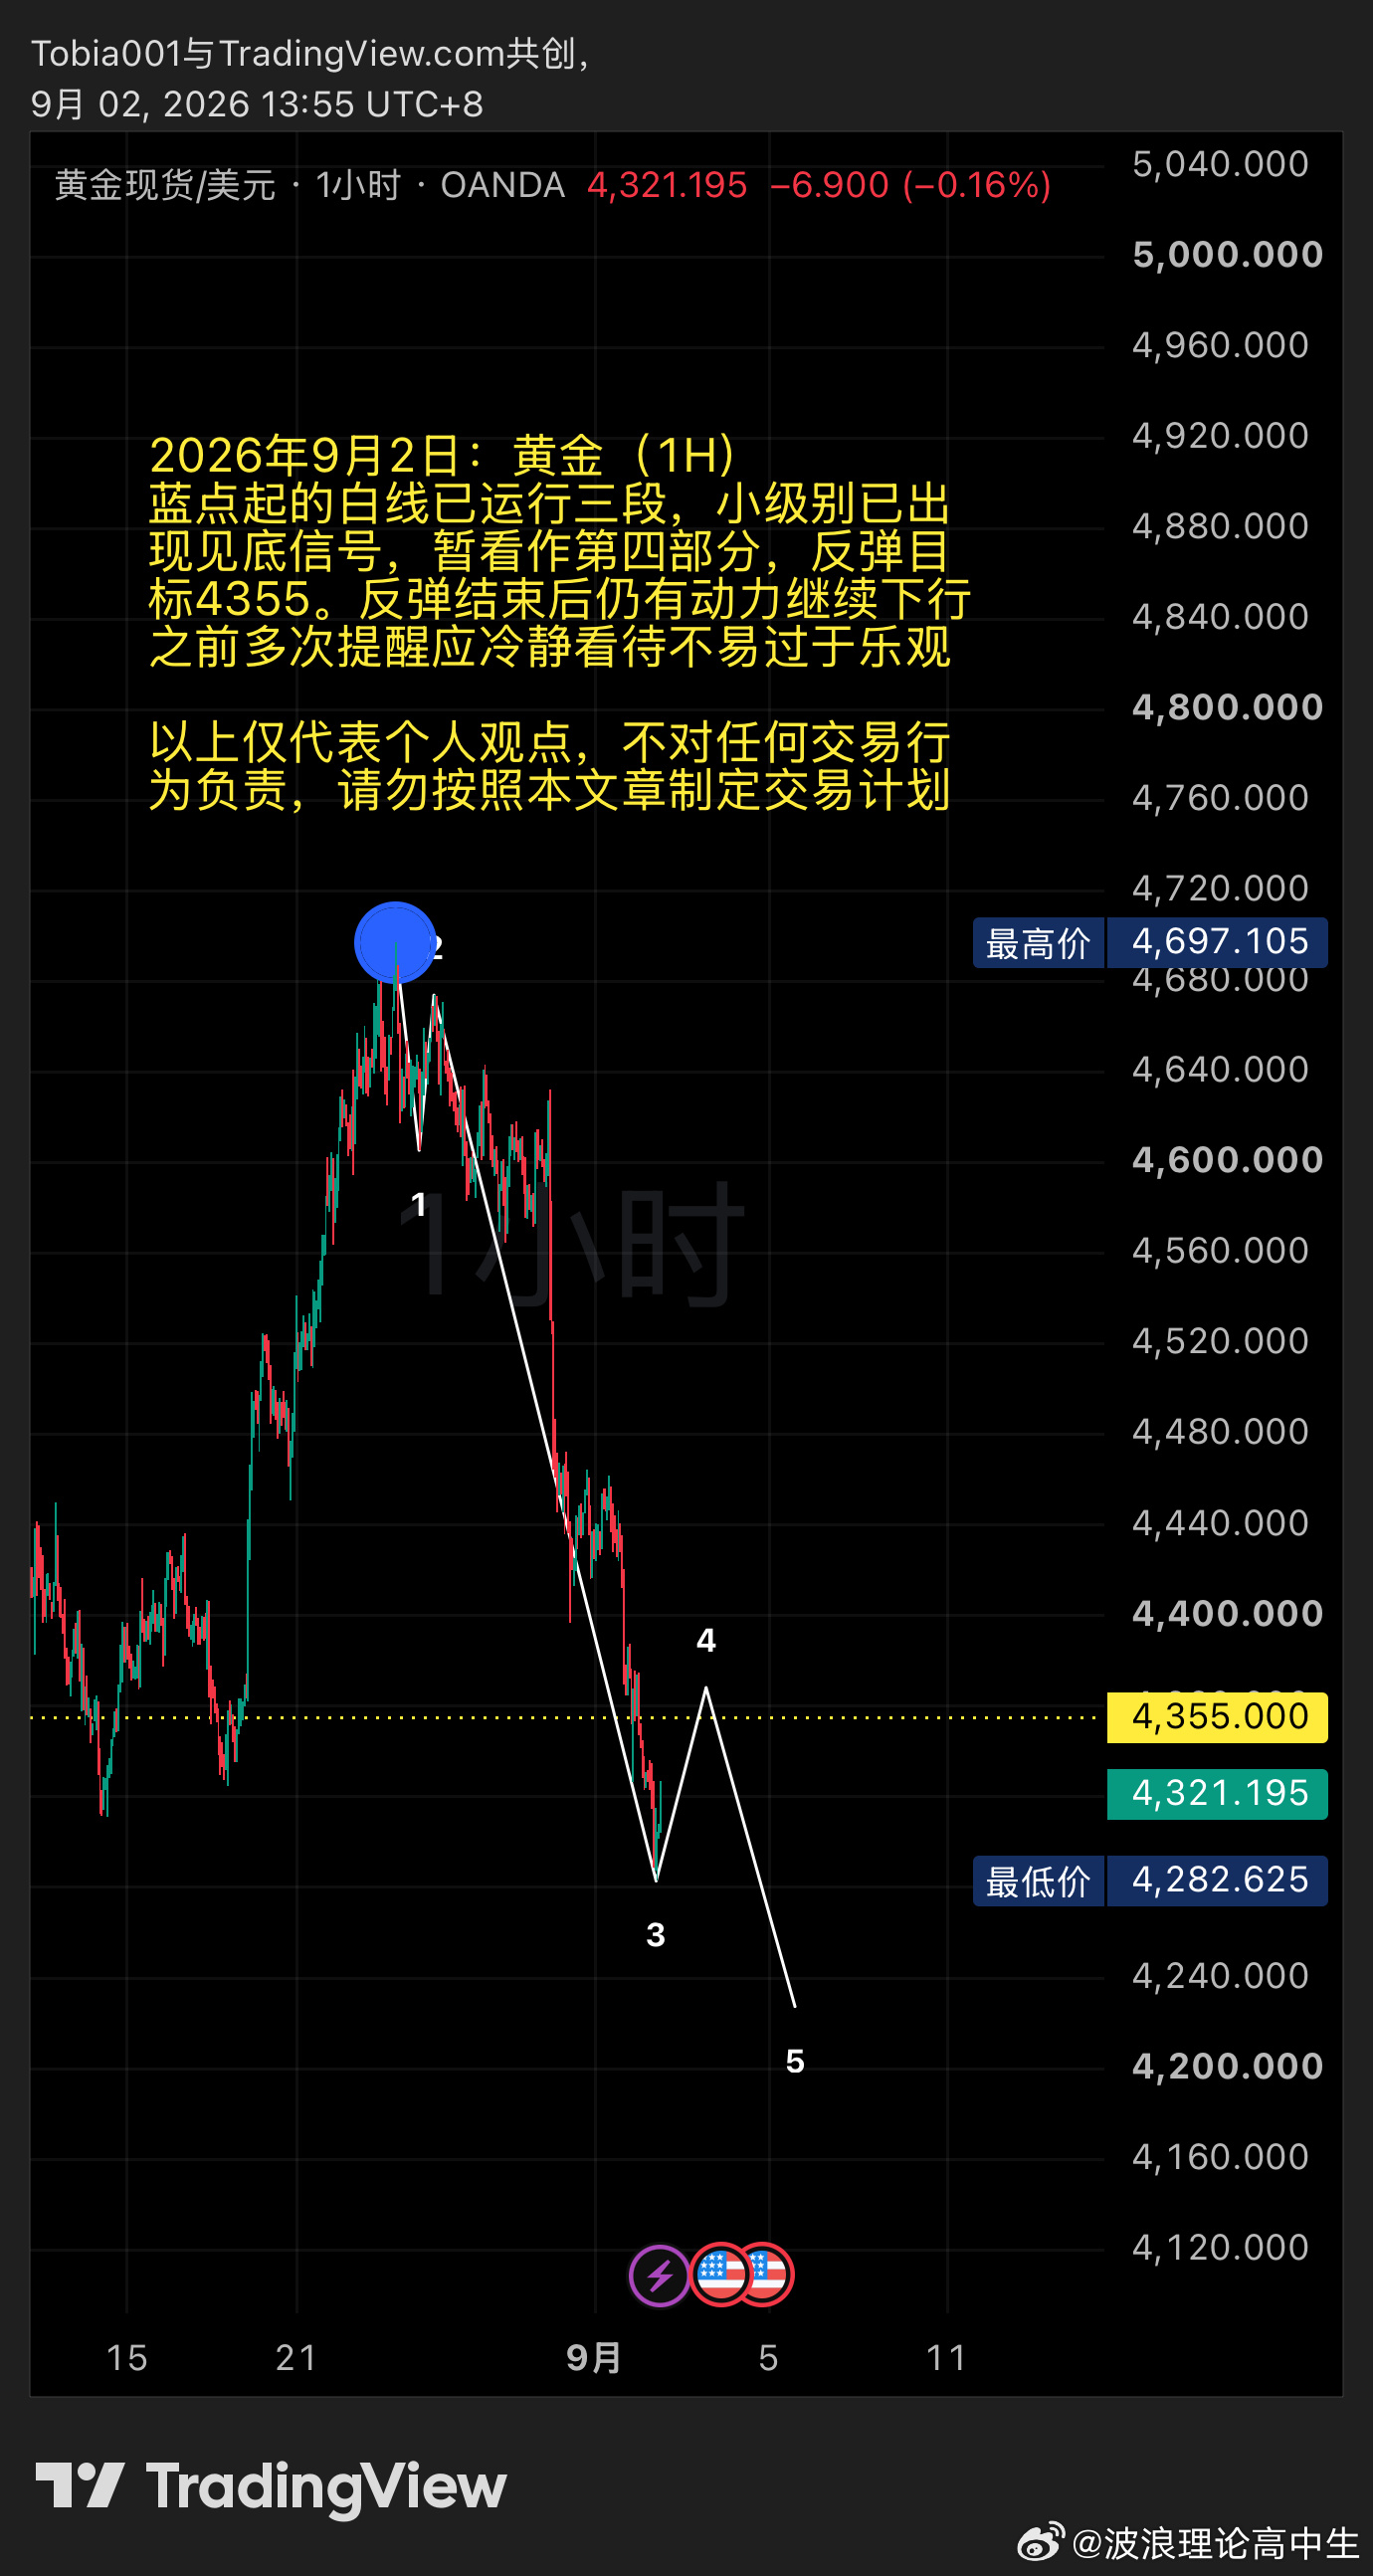 Tobia001与TradingView.com共创，
9月 02, 2026 13:55 UTC+8
黄金现货/美元 · 1小时 · OANDA 4,321.195 −6.900 (−0.16%)
5,040.000
5,000.000
4,960.000
4,920.000
2026年9月2日：黄金（1H）
蓝点起的白线已运行三段，小级别已出
现见底信号，暂看作第四部分，反弹目
标4355。反弹结束后仍有动力继续下行
之前多次提醒应冷静看待不易过于乐观
以上仅代表个人观点，不对任何交易行
为负责，请勿按照本文章制定交易计划
4,880.000
4,840.000
4,800.000
4,760.000
4,720.000
最高价 4,697.105
4,680.000
2
4,640.000
4,600.000
1
1小时
4,560.000
4,520.000
4,480.000
4,440.000
4,400.000
4
4,355.000
4,321.195
最低价 4,282.625
3
4,240.000
5
4,200.000
4,160.000
4,120.000
15 21 9月 5 11
TradingView
@波浪理论高中生